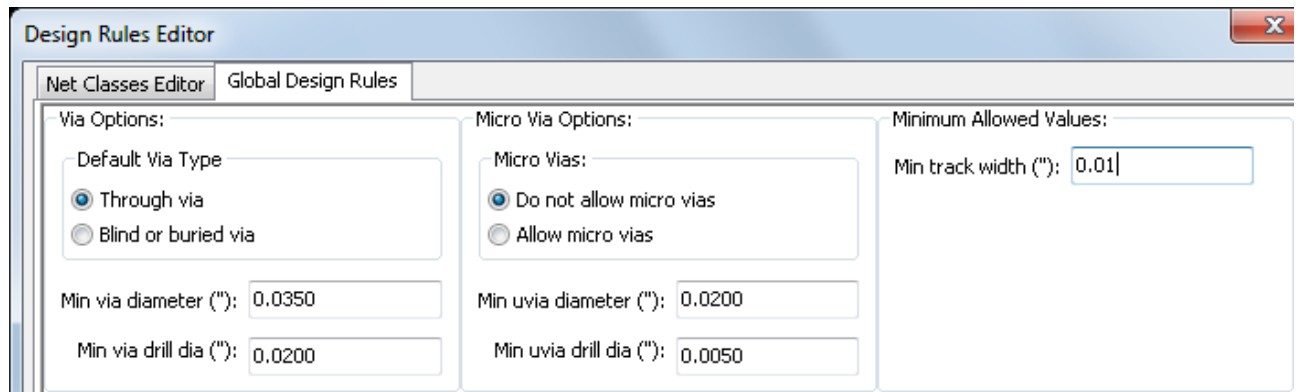 Design Rules Editor
Net Classes Editor
Global Design Rules
Via Options:
Default Via Type
Through via
Blind or buried via
Min via diameter ("): 0.0350
Min via drill dia ("): 0.0200
Micro Via Options:
Micro Vias:
Do not allow micro vias
Allow micro vias
Min uvia diameter ("): 0.0200
Min uvia drill dia ("): 0.0050
Minimum Allowed Values:
Min track width ("): 0.01